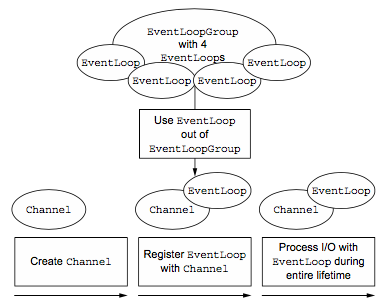 EventLoopGroup
with 4
EventLoops
EventLoop
EventLoop
EventLoop
EventLoop
Use EventLoop
out of
EventLoopGroup
EventLoop
EventLoop
Channel
Channel
Channel
Create Channel
Register EventLoop
with Channel
Process I/O with
EventLoop during
entire lifetime